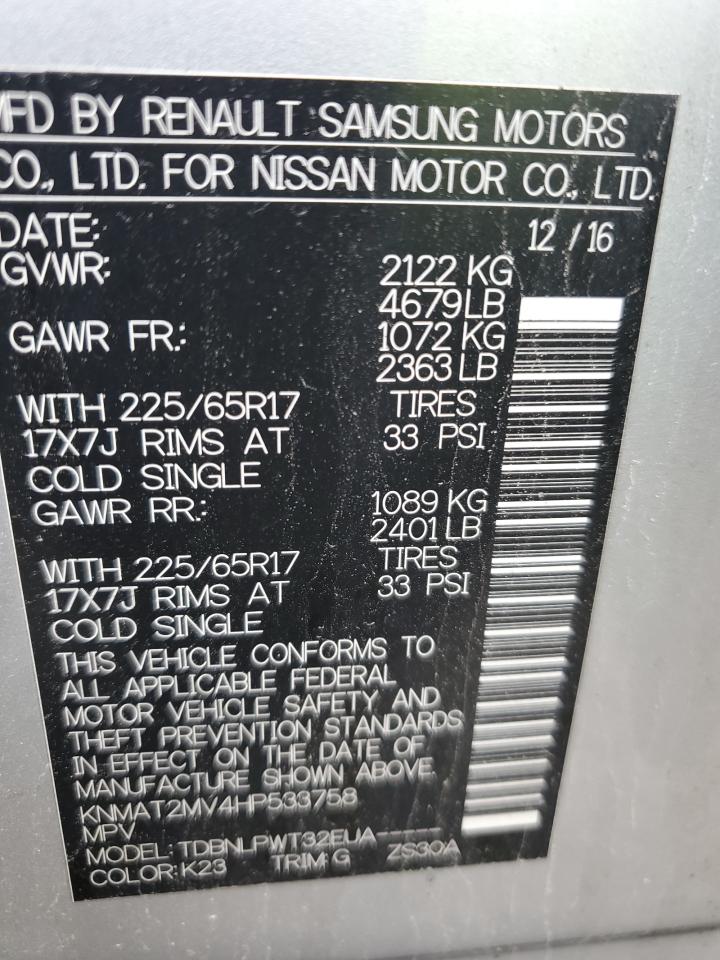 MFD BY RENAULT SAMSUNG MOTORS
CO., LTD. FOR NISSAN MOTOR CO., LTD.
DATE: 12 / 16
GVWR: 2122 KG
4679 LB
GAWR FR.: 1072 KG
2363 LB
WITH 225/65R17 TIRES
17X7J RIMS AT 33 PSI
COLD SINGLE
GAWR RR.: 1089 KG
2401 LB
WITH 225/65R17 TIRES
17X7J RIMS AT 33 PSI
COLD SINGLE
THIS VEHICLE CONFORMS TO
ALL APPLICABLE FEDERAL
MOTOR VEHICLE SAFETY AND
THEFT PREVENTION STANDARDS
IN EFFECT ON THE DATE OF
MANUFACTURE SHOWN ABOVE.
KNMAT2MV4HP533758
MPV
MODEL: TDBNLPWT32EUA-----
COLOR: K23 TRIM: G ZS30A